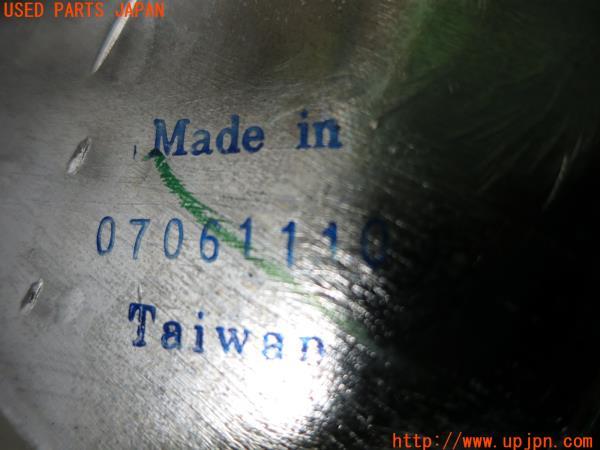 USED PARTS JAPAN
Made in
07061110
Taiwan
http://www.upjpn.com/